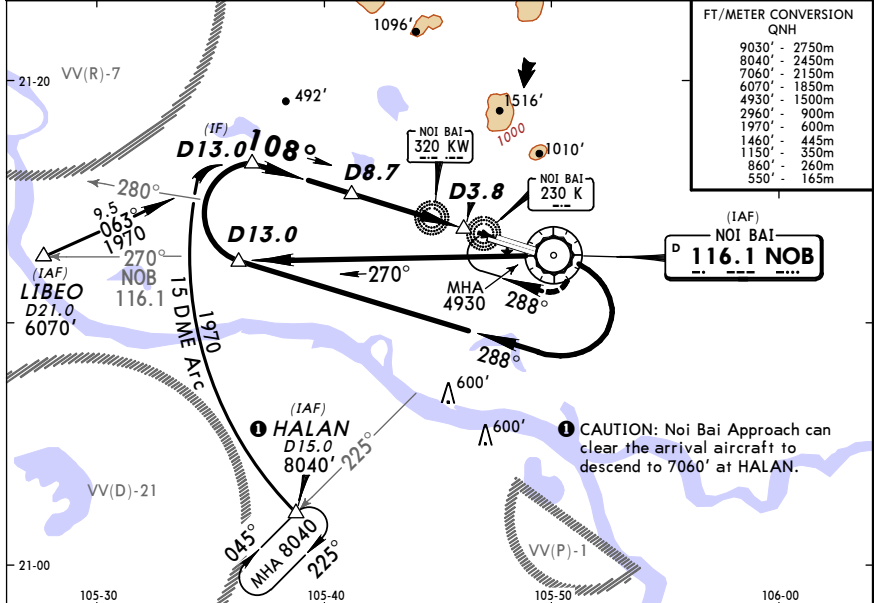 FT/METER CONVERSION
QNH
9030' - 2750m
8040' - 2450m
7060' - 2150m
6070' - 1850m
4930' - 1500m
2960' - 900m
1970' - 600m
1460' - 445m
1150' - 350m
860' - 260m
550' - 165m
1096'
VV(R)-7
21-20
492'
1516'
1000
1010'
NOI BAI
320 KW
NOI BAI
230 K
(IF)
D13.0
108°
D8.7
D3.8
280°
9.5
063°
1970
270°
NOB
116.1
(IAF)
LIBEO
D21.0
6070'
D13.0
270°
MHA
4930
288°
288°
(IAF)
NOI BAI
D 116.1 NOB
1970
15 DME Arc
600'
600'
(IAF)
1 HALAN
D15.0
8040'
225°
1 CAUTION: Noi Bai Approach can
clear the arrival aircraft to
descend to 7060' at HALAN.
VV(D)-21
045°
MHA 8040
225°
VV(P)-1
21-00
105-30
105-40
105-50
106-00